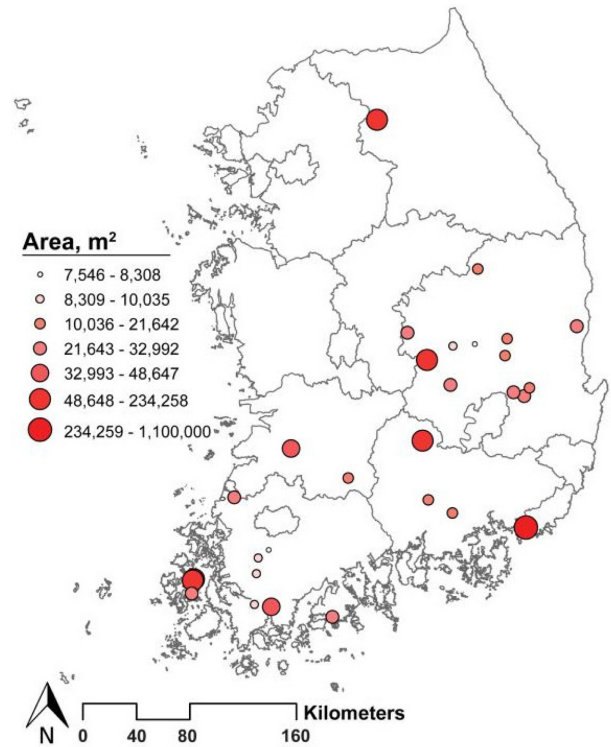 Area, m²
7,546 - 8,308
8,309 - 10,035
10,036 - 21,642
21,643 - 32,992
32,993 - 48,647
48,648 - 234,258
234,259 - 1,100,000
N
Kilometers
0 40 80 160